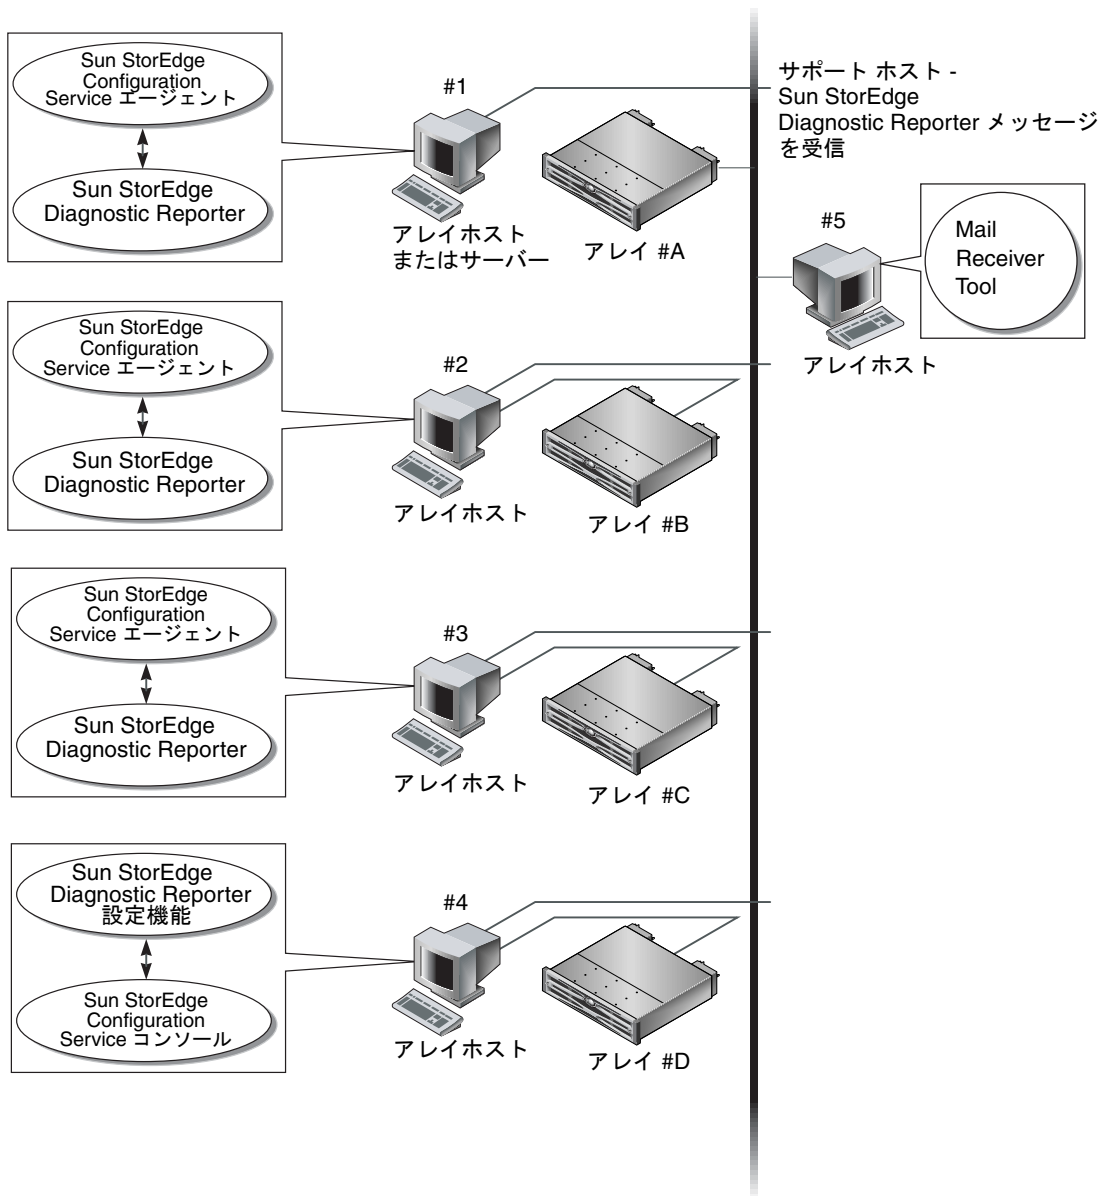 Sun StorEdge
Configuration
Service エージェント
Sun StorEdge
Diagnostic Reporter
#1
アレイホスト
またはサーバー
アレイ #A
サポート ホスト -
Sun StorEdge
Diagnostic Reporter メッセージ
を受信
#5
Mail
Receiver
Tool
アレイホスト
Sun StorEdge
Configuration
Service エージェント
Sun StorEdge
Diagnostic Reporter
#2
アレイホスト
アレイ #B
Sun StorEdge
Configuration
Service エージェント
Sun StorEdge
Diagnostic Reporter
#3
アレイホスト
アレイ #C
Sun StorEdge
Diagnostic Reporter
設定機能
Sun StorEdge
Configuration
Service コンソール
#4
アレイホスト
アレイ #D